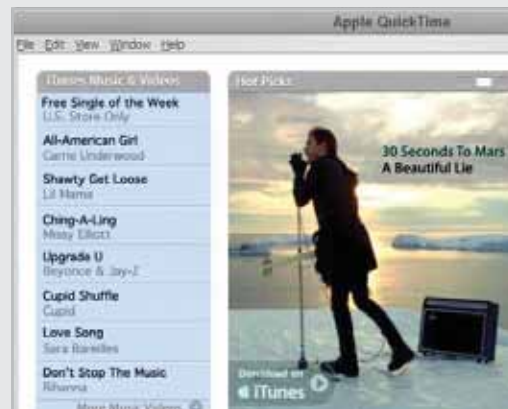 Apple QuickTime
File Edit View Window Help
iTunes Music & Videos
Free Single of the Week
U.S. Store Only
All-American Girl
Carrie Underwood
Shawty Get Loose
Lil Mama
Ching-A-Ling
Missy Elliott
Upgrade U
Beyonce & Jay-Z
Cupid Shuffle
Cupid
Love Song
Sara Bareilles
Don't Stop The Music
Rihanna
More Music Videos
Hot Picks
30 Seconds To Mars
A Beautiful Lie
Download on
iTunes